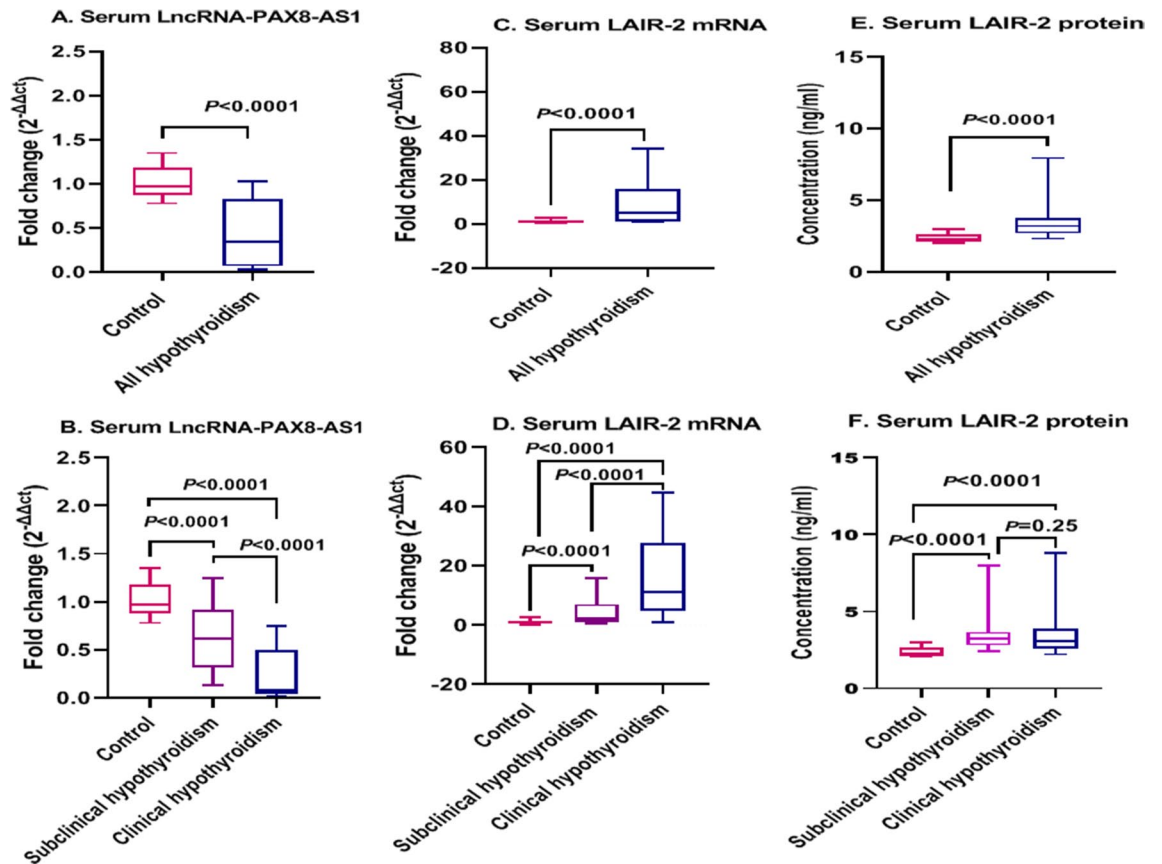 A. Serum LncRNA-PAX8-AS1
Fold change (2^-ΔΔct)
2.5
2.0
1.5
1.0
0.5
0.0
P<0.0001
Control
All hypothyroidism
C. Serum LAIR-2 mRNA
Fold change (2^-ΔΔct)
80
60
40
20
0
-20
P<0.0001
Control
All hypothyroidism
E. Serum LAIR-2 protein
Concentration (ng/ml)
15
10
5
0
P<0.0001
Control
All hypothyroidism
B. Serum LncRNA-PAX8-AS1
Fold change (2^-ΔΔct)
2.5
2.0
1.5
1.0
0.5
0.0
P<0.0001
P<0.0001
P<0.0001
Control
Subclinical hypothyroidism
Clinical hypothyroidism
D. Serum LAIR-2 mRNA
Fold change (2^-ΔΔct)
60
40
20
0
-20
P<0.0001
P<0.0001
P<0.0001
Control
Subclinical hypothyroidism
Clinical hypothyroidism
F. Serum LAIR-2 protein
Concentration (ng/ml)
15
10
5
0
P<0.0001
P=0.25
P<0.0001
Control
Subclinical hypothyroidism
Clinical hypothyroidism